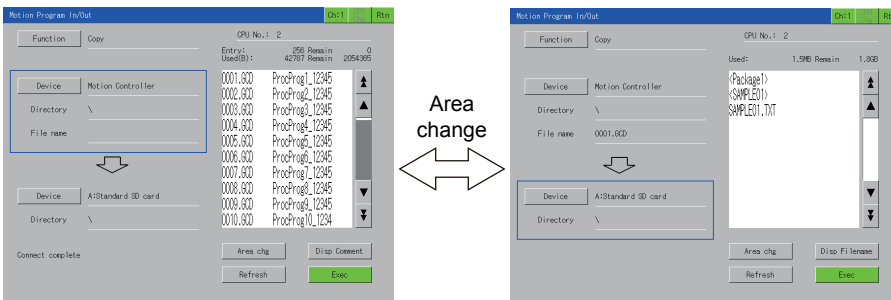 Motion Program In/Out
Ch:1
Rtn
Function
Copy
CPU No.: 2
Entry: 256 Remain 0
Used(B): 42787 Remain 2054365
Device
Motion Controller
Directory
\
File name
0001.GCD ProcProg1_12345
0002.GCD ProcProg2_12345
0003.GCD ProcProg3_12345
0004.GCD ProcProg4_12345
0005.GCD ProcProg5_12345
0006.GCD ProcProg6_12345
0007.GCD ProcProg7_12345
0008.GCD ProcProg8_12345
0009.GCD ProcProg9_12345
0010.GCD ProcProg10_1234
Device
A:Standard SD card
Directory
\
Connect complete
Area chg
Disp Comment
Refresh
Exec
Area
change
Motion Program In/Out
Ch:1
Function
Copy
CPU No.: 2
Used: 1.5MB Remain 1.8GB
Device
Motion Controller
Directory
\
File name
0001.GCD
<Package1>
<SAMPLE01>
SAMPLE01.TXT
Device
A:Standard SD card
Directory
\
Area chg
Disp Filename
Refresh
Exec